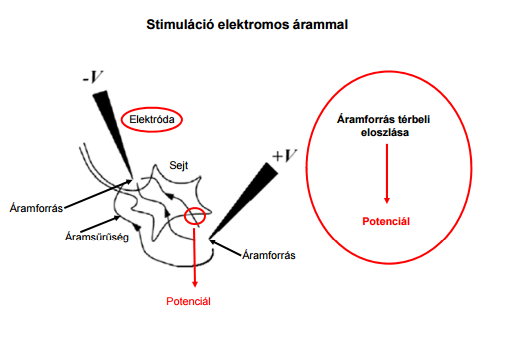 Stimuláció elektromos árammal
-V
Elektróda
Sejt
+V
Áramforrás
Áramsűrűség
Áramforrás
Potenciál
Áramforrás térbeli
eloszlása
Potenciál